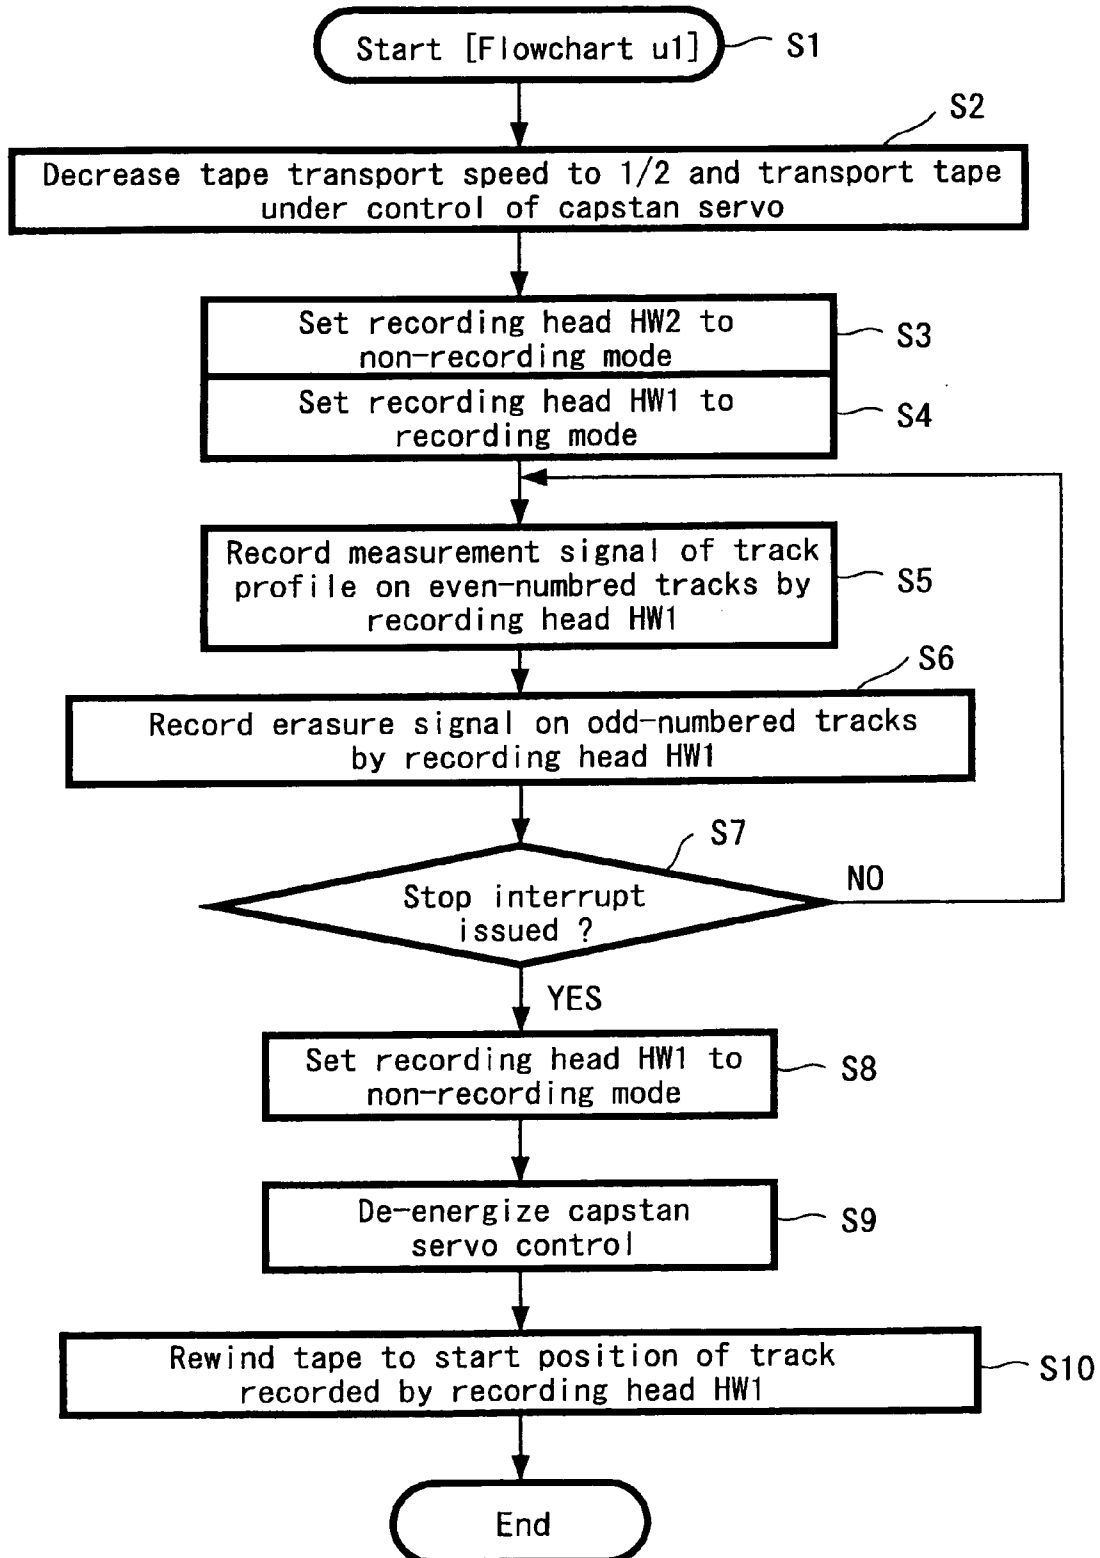 Start [Flowchart u1]
S1
S2
Decrease tape transport speed to 1/2 and transport tape
under control of capstan servo
Set recording head HW2 to
non-recording mode
S3
Set recording head HW1 to
recording mode
S4
Record measurement signal of track
profile on even-numbred tracks by
recording head HW1
S5
S6
Record erasure signal on odd-numbered tracks
by recording head HW1
S7
Stop interrupt
issued ?
NO
YES
Set recording head HW1 to
non-recording mode
S8
De-energize capstan
servo control
S9
Rewind tape to start position of track
recorded by recording head HW1
S10
End